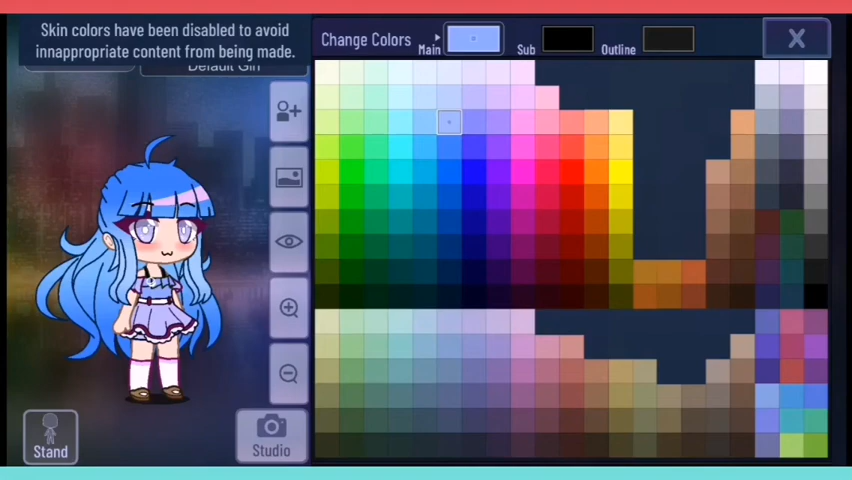 Skin colors have been disabled to avoid
innappropriate content from being made.
Default Girl
Change Colors
Main
Sub
Outline
X
Stand
Studio